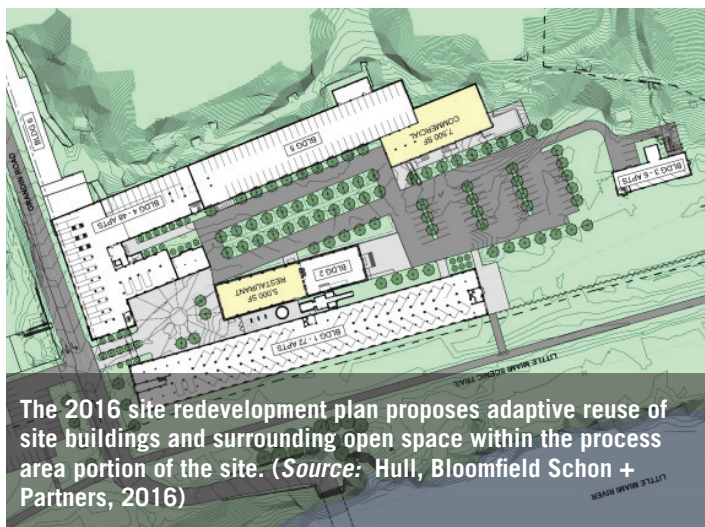 BLDG 6
GRANDIN ROAD
BLDG 4 - 48 APTS
BLDG 5
7,500 SF
COMMERCIAL
BLDG 3 - 6 APTS
5,000 SF
RESTAURANT
BLDG 2
BLDG 1 - 72 APTS
LITTLE MIAMI SCENIC TRAIL
The 2016 site redevelopment plan proposes adaptive reuse of
site buildings and surrounding open space within the process
area portion of the site. (Source: Hull, Bloomfield Schon +
Partners, 2016)
LITTLE MIAMI RIVER